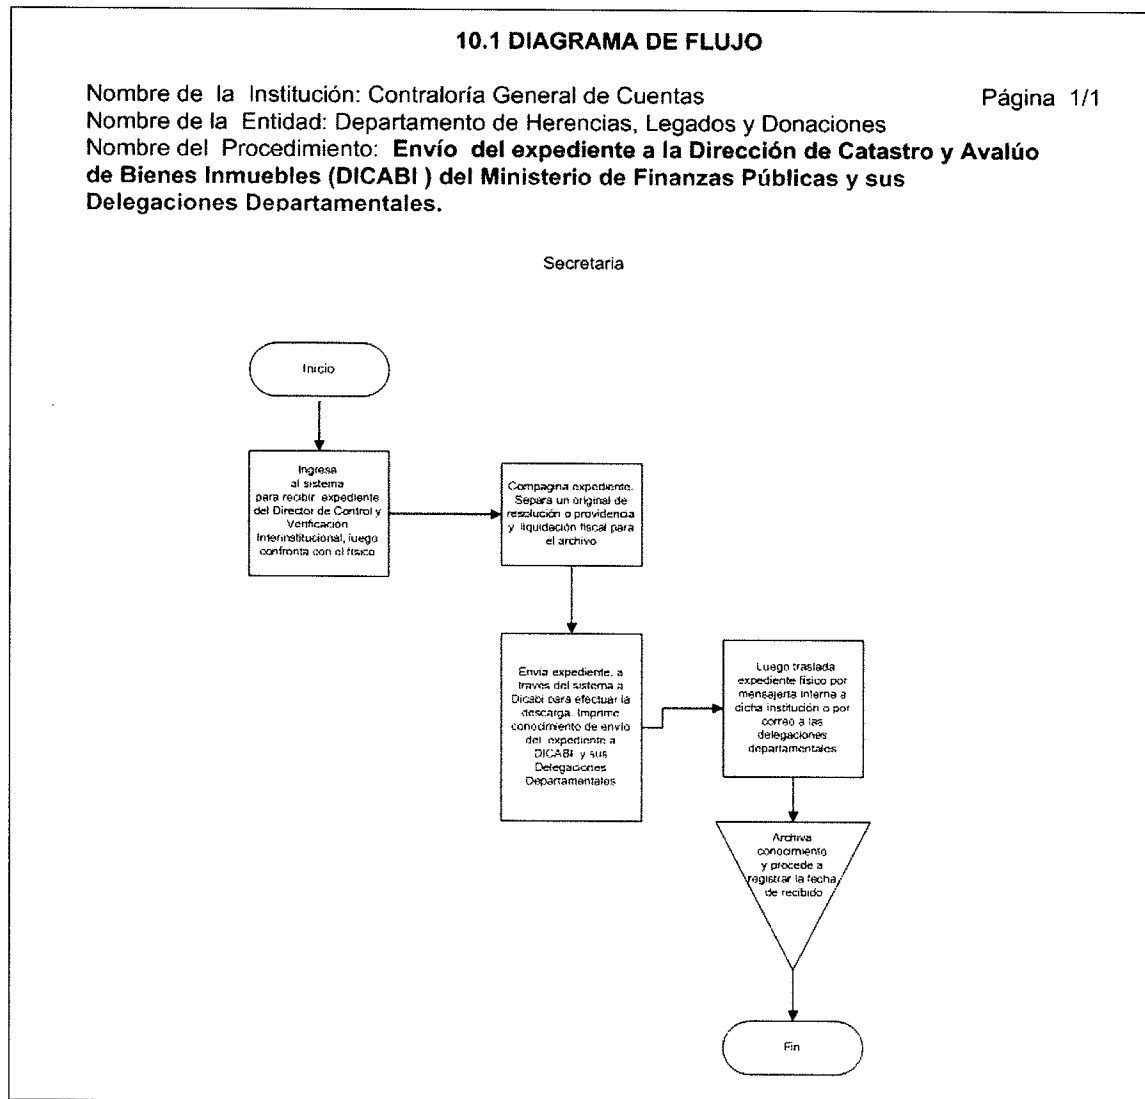 10.1 DIAGRAMA DE FLUJO
Nombre de la Institución: Contraloría General de Cuentas Página 1/1
Nombre de la Entidad: Departamento de Herencias, Legados y Donaciones
Nombre del Procedimiento: Envío del expediente a la Dirección de Catastro y Avalúo
de Bienes Inmuebles (DICABI ) del Ministerio de Finanzas Públicas y sus
Delegaciones Departamentales.
Secretaria
Inicio
Ingresa
al sistema
para recibir expediente
del Director de Control y
Verificación
Interinstitucional, luego
confronta con el físico
Compagina expediente.
Separa un original de
resolución o providencia
y liquidación fiscal para
el archivo
Envía expediente, a
través del sistema a
Dicabi para efectuar la
descarga. Imprime
conocimiento de envío
del expediente a
DICABI y sus
Delegaciones
Departamentales
Luego traslada
expediente físico por
mensajería interna a
dicha institución o por
correo a las
delegaciones
departamentales
Archiva
conocimiento
y procede a
registrar la fecha
de recibido
Fin